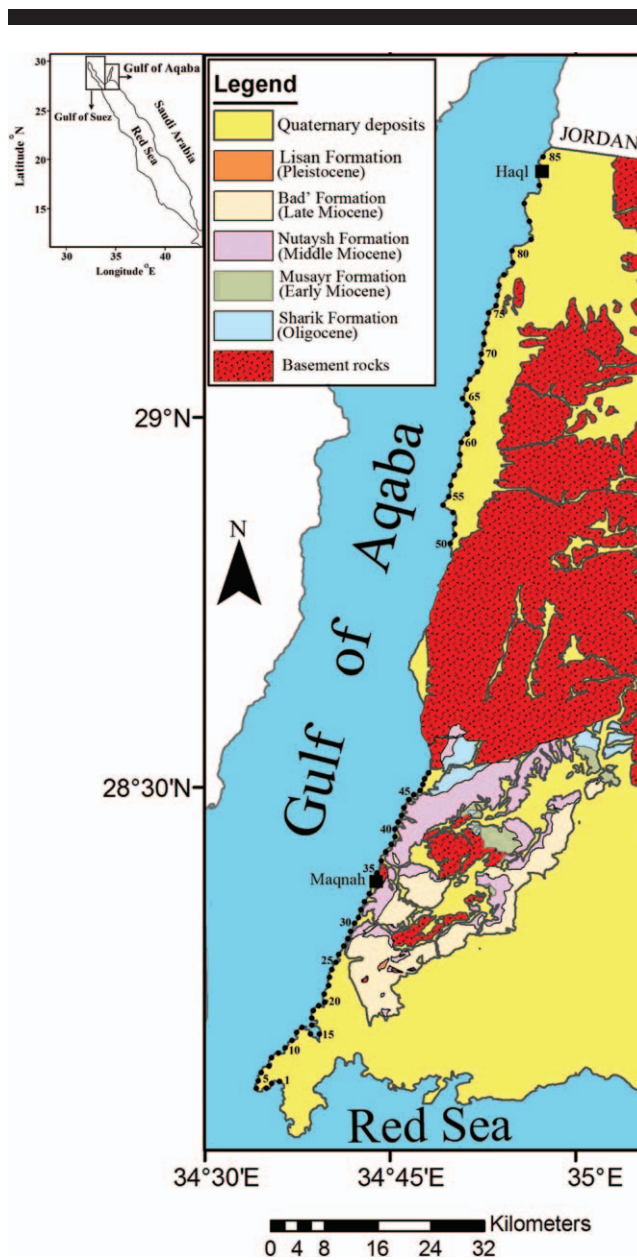 30
25
20
15
30
35
40
Latitude °N
Longitude °E
Gulf of Aqaba
Gulf of Suez
Red Sea
Saudi Arabia
Legend
Quaternary deposits
Lisan Formation
(Pleistocene)
Bad' Formation
(Late Miocene)
Nutaysh Formation
(Middle Miocene)
Musayr Formation
(Early Miocene)
Sharik Formation
(Oligocene)
Basement rocks
JORDAN
85
Haql
80
75
70
65
60
55
50
29°N
N
Gulf of Aqaba
28°30'N
45
40
35
Maqnah
30
25
20
15
10
5
1
Red Sea
34°30'E
34°45'E
35°E
Kilometers
0 4 8 16 24 32